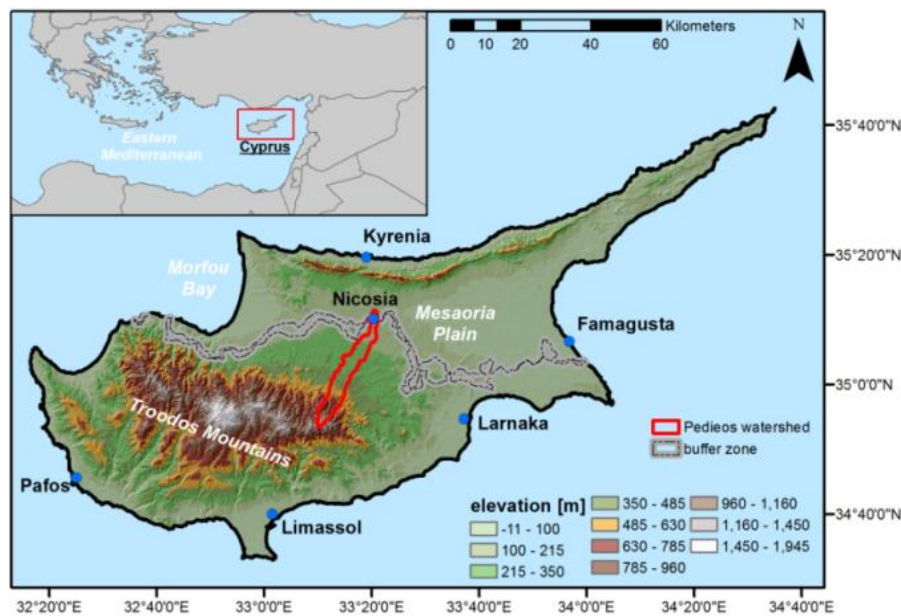 Kilometers
0 10 20 40 60
N
Eastern
Mediterranean
Cyprus
Kyrenia
Morfou
Bay
Nicosia
Mesaoria
Plain
Famagusta
Troodos Mountains
Larnaka
Pafos
Limassol
Pedieos watershed
buffer zone
elevation [m]
-11 - 100
100 - 215
215 - 350
350 - 485
485 - 630
630 - 785
785 - 960
960 - 1,160
1,160 - 1,450
1,450 - 1,945
35°40'0"N
35°20'0"N
35°0'0"N
34°40'0"N
32°20'0"E 32°40'0"E 33°0'0"E 33°20'0"E 33°40'0"E 34°0'0"E 34°20'0"E 34°40'0"E